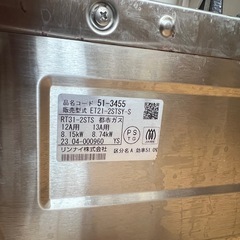 品名コード 51-3455
販売型式 ET21-2STSY-S
RT31-2STS 都市ガス
12A用 13A用
8.15kW 8.74kW
23.04-000960 YS
リンナイ株式会社
PS
TG
区分名A 効率51.0%